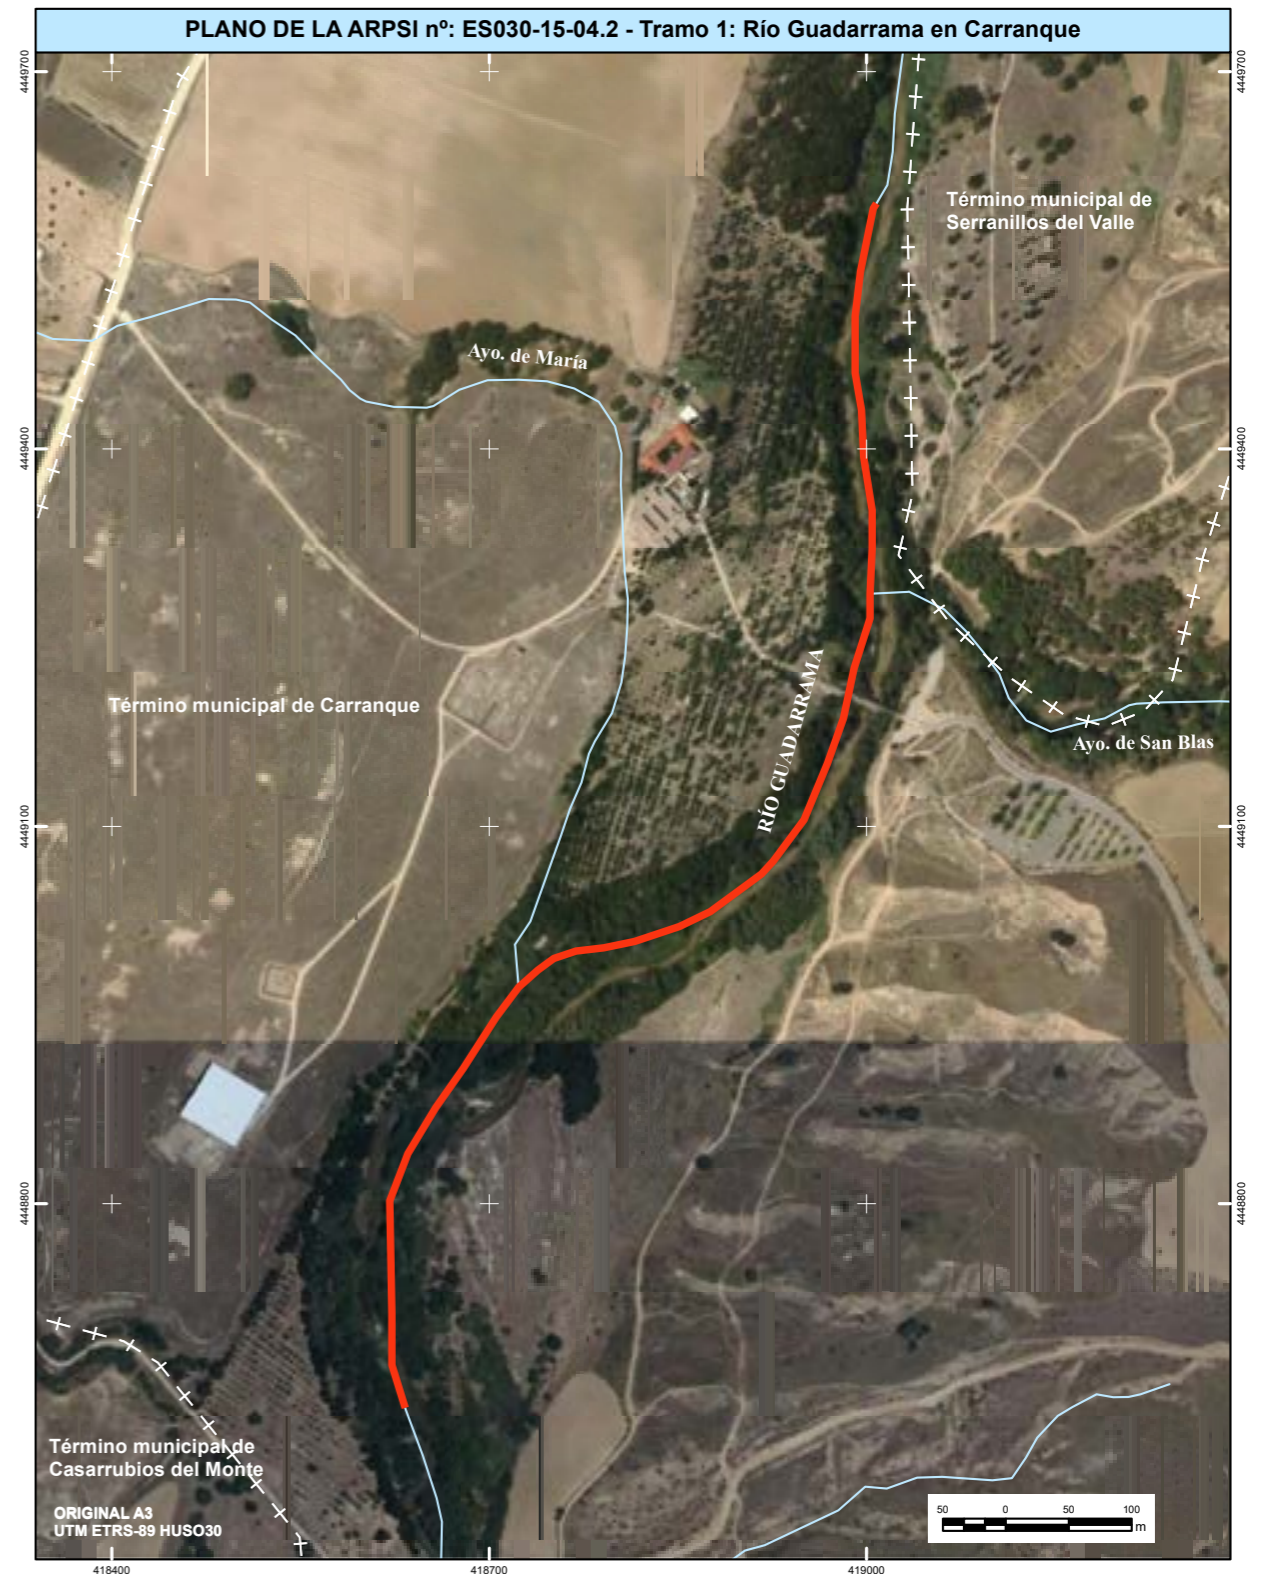 PLANO DE LA ARPSI nº: ES030-15-04.2 - Tramo 1: Río Guadarrama en Carranque
4449700
4449700
Término municipal de
Serranillos del Valle
Ayo. de María
4449400
4449400
RÍO GUADARRAMA
Término municipal de Carranque
Ayo. de San Blas
4449100
4449100
4448800
4448800
Término municipal de
Casarrubios del Monte
ORIGINAL A3
UTM ETRS-89 HUSO30
50 0 50 100
m
418400 418700 419000